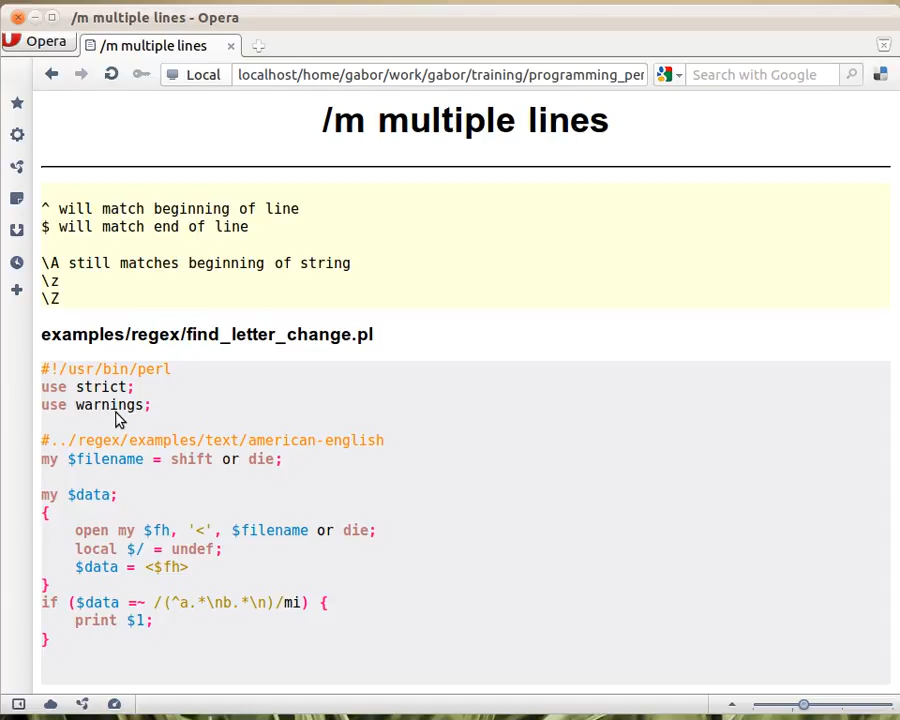 /m multiple lines - Opera
Opera
/m multiple lines
Local
localhost/home/gabor/work/gabor/training/programming_per
Search with Google
/m multiple lines
^ will match beginning of line
$ will match end of line
\A still matches beginning of string
\z
\Z
examples/regex/find_letter_change.pl
#!/usr/bin/perl
use strict;
use warnings;
#../regex/examples/text/american-english
my $filename = shift or die;
my $data;
{
    open my $fh, '<', $filename or die;
    local $/ = undef;
    $data = <$fh>
}
if ($data =~ /(^a.*\nb.*\n)/mi) {
    print $1;
}